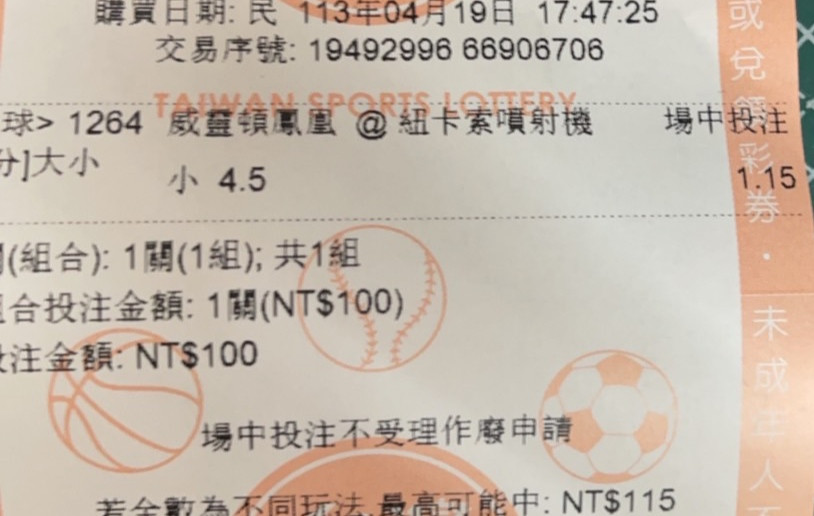 購買日期: 民 113年04月19日 17:47:25
交易序號: 19492996 66906706
TAIWAN SPORTS LOTTERY
球> 1264 威靈頓鳳凰 @ 紐卡索噴射機 場中投注
分]大小
小 4.5 1.15
(組合): 1關(1組); 共1組
合投注金額: 1關(NT$100)
注金額: NT$100
場中投注不受理作廢申請
若全數為不同玩法,最高可能中: NT$115
或兌領彩券・未成年人不